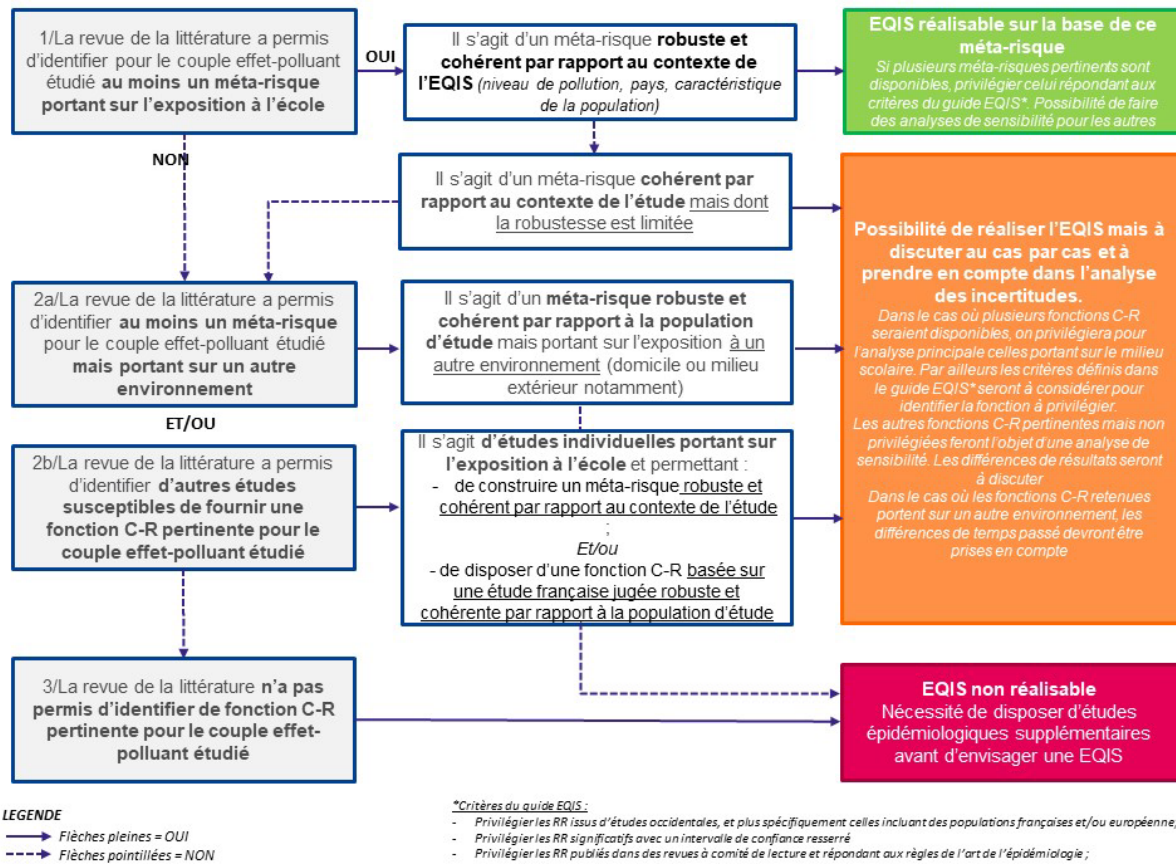 1/La revue de la littérature a permis
d'identifier pour le couple effet-polluant
étudié au moins un méta-risque
portant sur l'exposition à l'école
OUI
Il s'agit d'un méta-risque robuste et
cohérent par rapport au contexte de
l'EQIS (niveau de pollution, pays, caractéristique
de la population)
EQIS réalisable sur la base de ce
méta-risque
Si plusieurs méta-risques pertinents sont
disponibles, privilégier celui répondant aux
critères du guide EQIS*. Possibilité de faire
des analyses de sensibilité pour les autres
NON
Il s'agit d'un méta-risque cohérent par
rapport au contexte de l'étude mais dont
la robustesse est limitée
Possibilité de réaliser l'EQIS mais à
discuter au cas par cas et à
prendre en compte dans l'analyse
des incertitudes.
Dans le cas où plusieurs fonctions C-R
seraient disponibles, on privilégiera pour
l'analyse principale celles portant sur le milieu
scolaire. Par ailleurs les critères définis dans
le guide EQIS* seront à considérer pour
identifier la fonction à privilégier.
Les autres fonctions C-R pertinentes mais non
privilégiées feront l'objet d'une analyse de
sensibilité. Les différences de résultats seront
à discuter
Dans le cas où les fonctions C-R retenues
portent sur un autre environnement, les
différences de temps passé devront être
prises en compte
2a/La revue de la littérature a permis
d'identifier au moins un méta-risque
pour le couple effet-polluant étudié
mais portant sur un autre
environnement
Il s'agit d'un méta-risque robuste et
cohérent par rapport à la population
d'étude mais portant sur l'exposition à un
autre environnement (domicile ou milieu
extérieur notamment)
ET/OU
2b/La revue de la littérature a permis
d'identifier d'autres études
susceptibles de fournir une
fonction C-R pertinente pour le
couple effet-polluant étudié
Il s'agit d'études individuelles portant sur
l'exposition à l'école et permettant :
- de construire un méta-risque robuste et
cohérent par rapport au contexte de l'étude
;
Et/ou
- de disposer d'une fonction C-R basée sur
une étude française jugée robuste et
cohérente par rapport à la population d'étude
3/La revue de la littérature n'a pas
permis d'identifier de fonction C-R
pertinente pour le couple effet-
polluant étudié
EQIS non réalisable
Nécessité de disposer d'études
épidémiologiques supplémentaires
avant d'envisager une EQIS
LEGENDE
Flèches pleines = OUI
Flèches pointillées = NON
*Critères du guide EQIS :
- Privilégier les RR issus d'études occidentales, et plus spécifiquement celles incluant des populations françaises et/ou européenne,
- Privilégier les RR significatifs avec un intervalle de confiance resserré
- Privilégier les RR publiés dans des revues à comité de lecture et répondant aux règles de l'art de l'épidémiologie ;